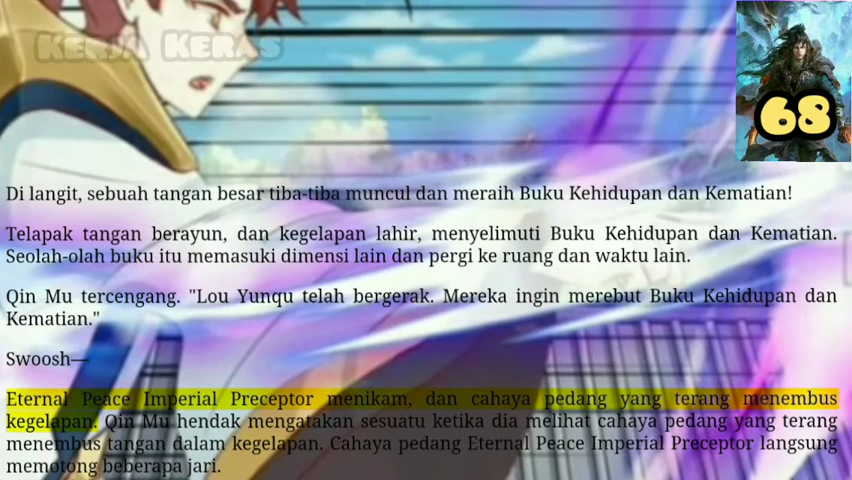 Kerja Keras
68
Di langit, sebuah tangan besar tiba-tiba muncul dan meraih Buku Kehidupan dan Kematian!
Telapak tangan berayun, dan kegelapan lahir, menyelimuti Buku Kehidupan dan Kematian.
Seolah-olah buku itu memasuki dimensi lain dan pergi ke ruang dan waktu lain.
Qin Mu tercengang. "Lou Yunqu telah bergerak. Mereka ingin merebut Buku Kehidupan dan
Kematian."
Swoosh—
Eternal Peace Imperial Preceptor menikam, dan cahaya pedang yang terang menembus
kegelapan. Qin Mu hendak mengatakan sesuatu ketika dia melihat cahaya pedang yang terang
menembus tangan dalam kegelapan. Cahaya pedang Eternal Peace Imperial Preceptor langsung
memotong beberapa jari.